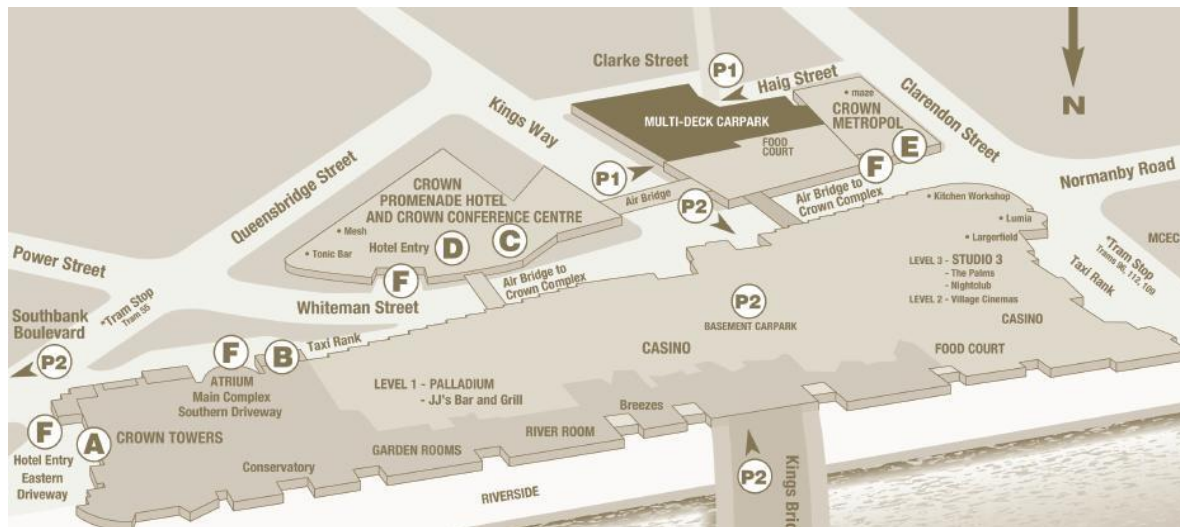 Clarke Street
P1
Haig Street
Clarendon Street
N
Kings Way
MULTI-DECK CARPARK
• maze
CROWN
METROPOL
FOOD
COURT
E
F
Normanby Road
Queensbridge Street
P1
Air Bridge
P2
Air Bridge to
Crown Complex
CROWN
PROMENADE HOTEL
AND CROWN CONFERENCE CENTRE
• Mesh
• Tonic Bar
Hotel Entry
D
C
F
Air Bridge to
Crown Complex
• Kitchen Workshop
• Lumia
• Largerfield
MCEC
*Tram Stop
Trams 96, 112, 109
Taxi Rank
LEVEL 3 - STUDIO 3
- The Palms
- Nightclub
LEVEL 2 - Village Cinemas
CASINO
FOOD COURT
Power Street
Whiteman Street
*Tram Stop
Tram 55
Southbank
Boulevard
P2
P2
BASEMENT CARPARK
CASINO
Taxi Rank
F
B
ATRIUM
Main Complex
Southern Driveway
LEVEL 1 - PALLADIUM
- JJ's Bar and Grill
Breezes
RIVER ROOM
GARDEN ROOMS
Conservatory
F
A
CROWN TOWERS
Hotel Entry
Eastern
Driveway
RIVERSIDE
P2
Kings Brid